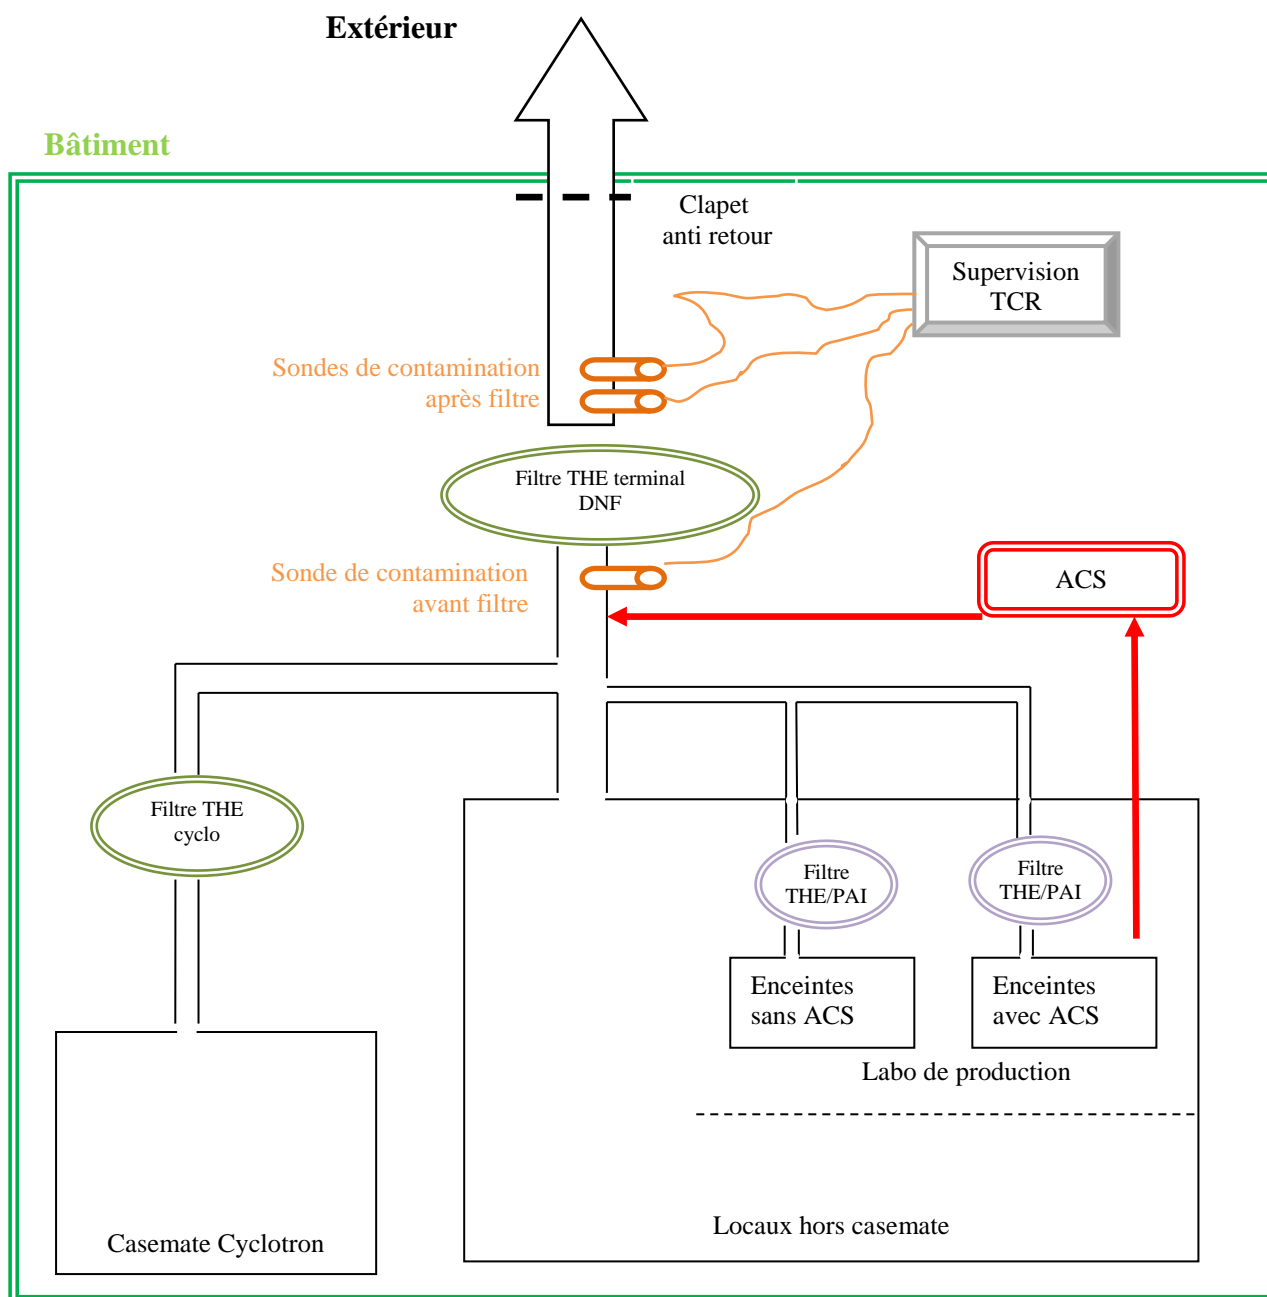 Extérieur
Bâtiment
Clapet
anti retour
Supervision
TCR
Sondes de contamination
après filtre
Filtre THE terminal
DNF
Sonde de contamination
avant filtre
ACS
Filtre THE
cyclo
Filtre
THE/PAI
Filtre
THE/PAI
Enceintes
sans ACS
Enceintes
avec ACS
Labo de production
Locaux hors casemate
Casemate Cyclotron